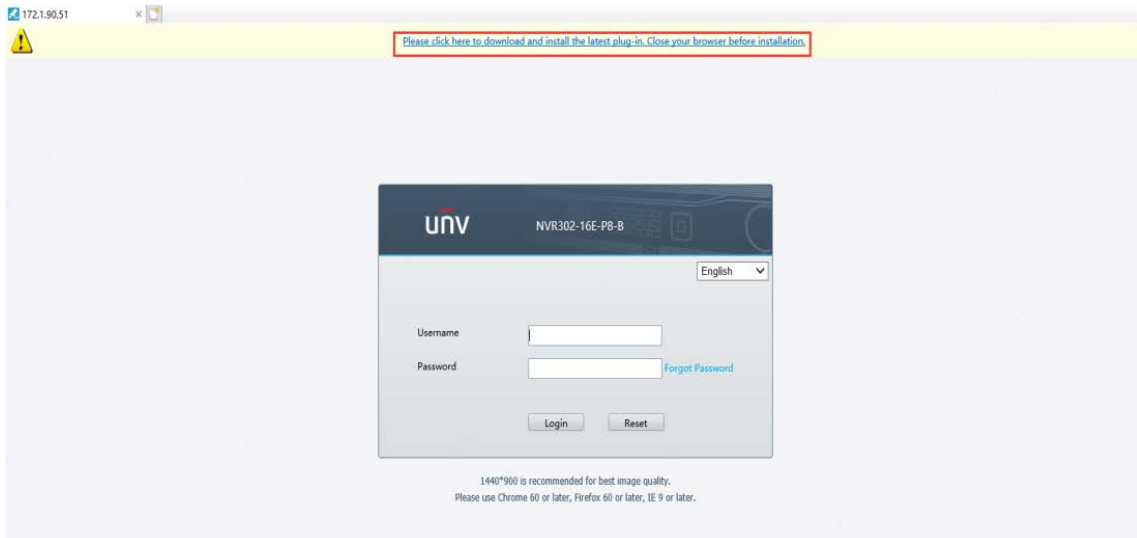 172.1.90.51
Please click here to download and install the latest plug-in. Close your browser before installation.
unv NVR302-16E-P8-B
English
Username
Password Forgot Password
Login Reset
1440*900 is recommended for best image quality.
Please use Chrome 60 or later, Firefox 60 or later, IE 9 or later.